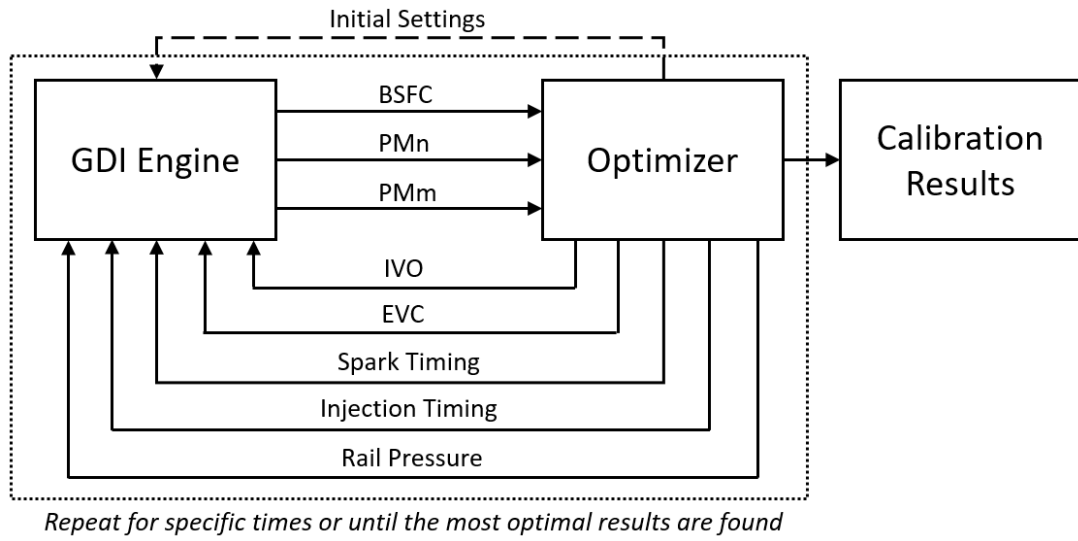 Initial Settings
GDI Engine
BSFC
PMn
PMm
Optimizer
Calibration
Results
IVO
EVC
Spark Timing
Injection Timing
Rail Pressure
Repeat for specific times or until the most optimal results are found